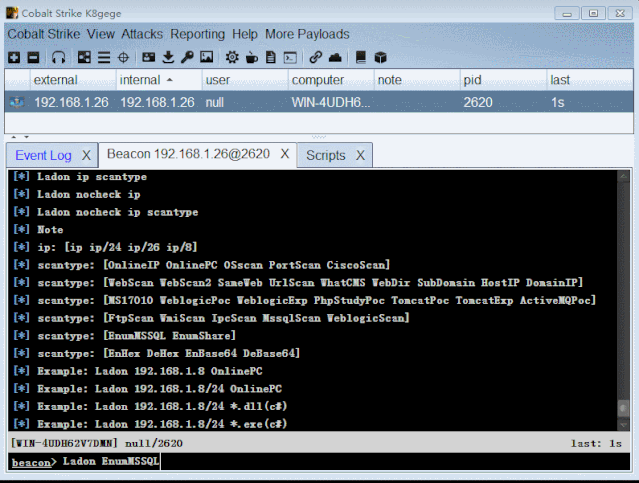 Cobalt Strike K8gege
Cobalt Strike View Attacks Reporting Help More Payloads
external internal user computer note pid last
192.168.1.26 192.168.1.26 null WIN-4UDH6... 2620 1s
Event Log X Beacon 192.168.1.26@2620 X Scripts X
[*] Ladon ip scantype
[*] Ladon nocheck ip
[*] Ladon nocheck ip scantype
[*] Note
[*] ip: [ip ip/24 ip/26 ip/8]
[*] scantype: [OnlineIP OnlinePC OSscan PortScan CiscoScan]
[*] scantype: [WebScan WebScan2 SameWeb UrlScan WhatCMS WebDir SubDomain HostIP DomainIP]
[*] scantype: [MS17010 WeblogicPoc WeblogicExp PhpStudyPoc TomcatPoc TomcatExp ActiveMQPoc]
[*] scantype: [FtpScan WmiScan IpcScan MssqlScan WeblogicScan]
[*] scantype: [EnumMSSQL EnumShare]
[*] scantype: [EnHex DeHex EnBase64 DeBase64]
[*] Example: Ladon 192.168.1.8 OnlinePC
[*] Example: Ladon 192.168.1.8/24 OnlinePC
[*] Example: Ladon 192.168.1.8/24 *.dll(c#)
[*] Example: Ladon 192.168.1.8/24 *.exe(c#)
[WIN-4UDH62V7DMN] null/2620 last: 1s
beacon> Ladon EnumMSSQL